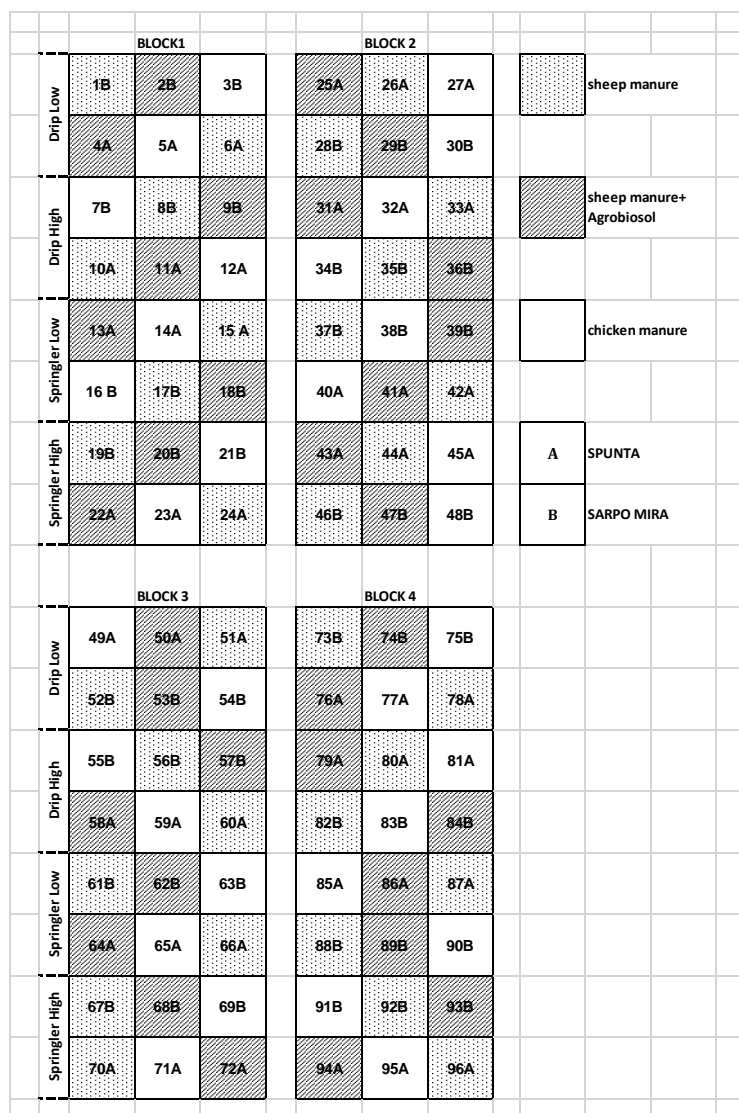 BLOCK1 BLOCK 2
Drip Low
1B 2B 3B 25A 26A 27A sheep manure
4A 5A 6A 28B 29B 30B
Drip High
7B 8B 9B 31A 32A 33A sheep manure+
Agrobiosol
10A 11A 12A 34B 35B 36B
Springler Low
13A 14A 15 A 37B 38B 39B chicken manure
16 B 17B 18B 40A 41A 42A
Springler High
19B 20B 21B 43A 44A 45A A SPUNTA
22A 23A 24A 46B 47B 48B B SARPO MIRA
BLOCK 3 BLOCK 4
Drip Low
49A 50A 51A 73B 74B 75B
52B 53B 54B 76A 77A 78A
Drip High
55B 56B 57B 79A 80A 81A
58A 59A 60A 82B 83B 84B
Springler Low
61B 62B 63B 85A 86A 87A
64A 65A 66A 88B 89B 90B
Springler High
67B 68B 69B 91B 92B 93B
70A 71A 72A 94A 95A 96A